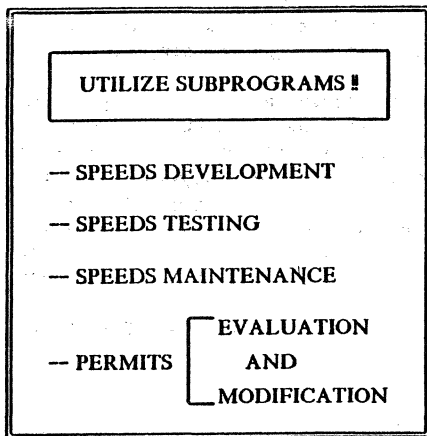 UTILIZE SUBPROGRAMS !!
-- SPEEDS DEVELOPMENT
-- SPEEDS TESTING
-- SPEEDS MAINTENANCE
EVALUATION
-- PERMITS AND
MODIFICATION